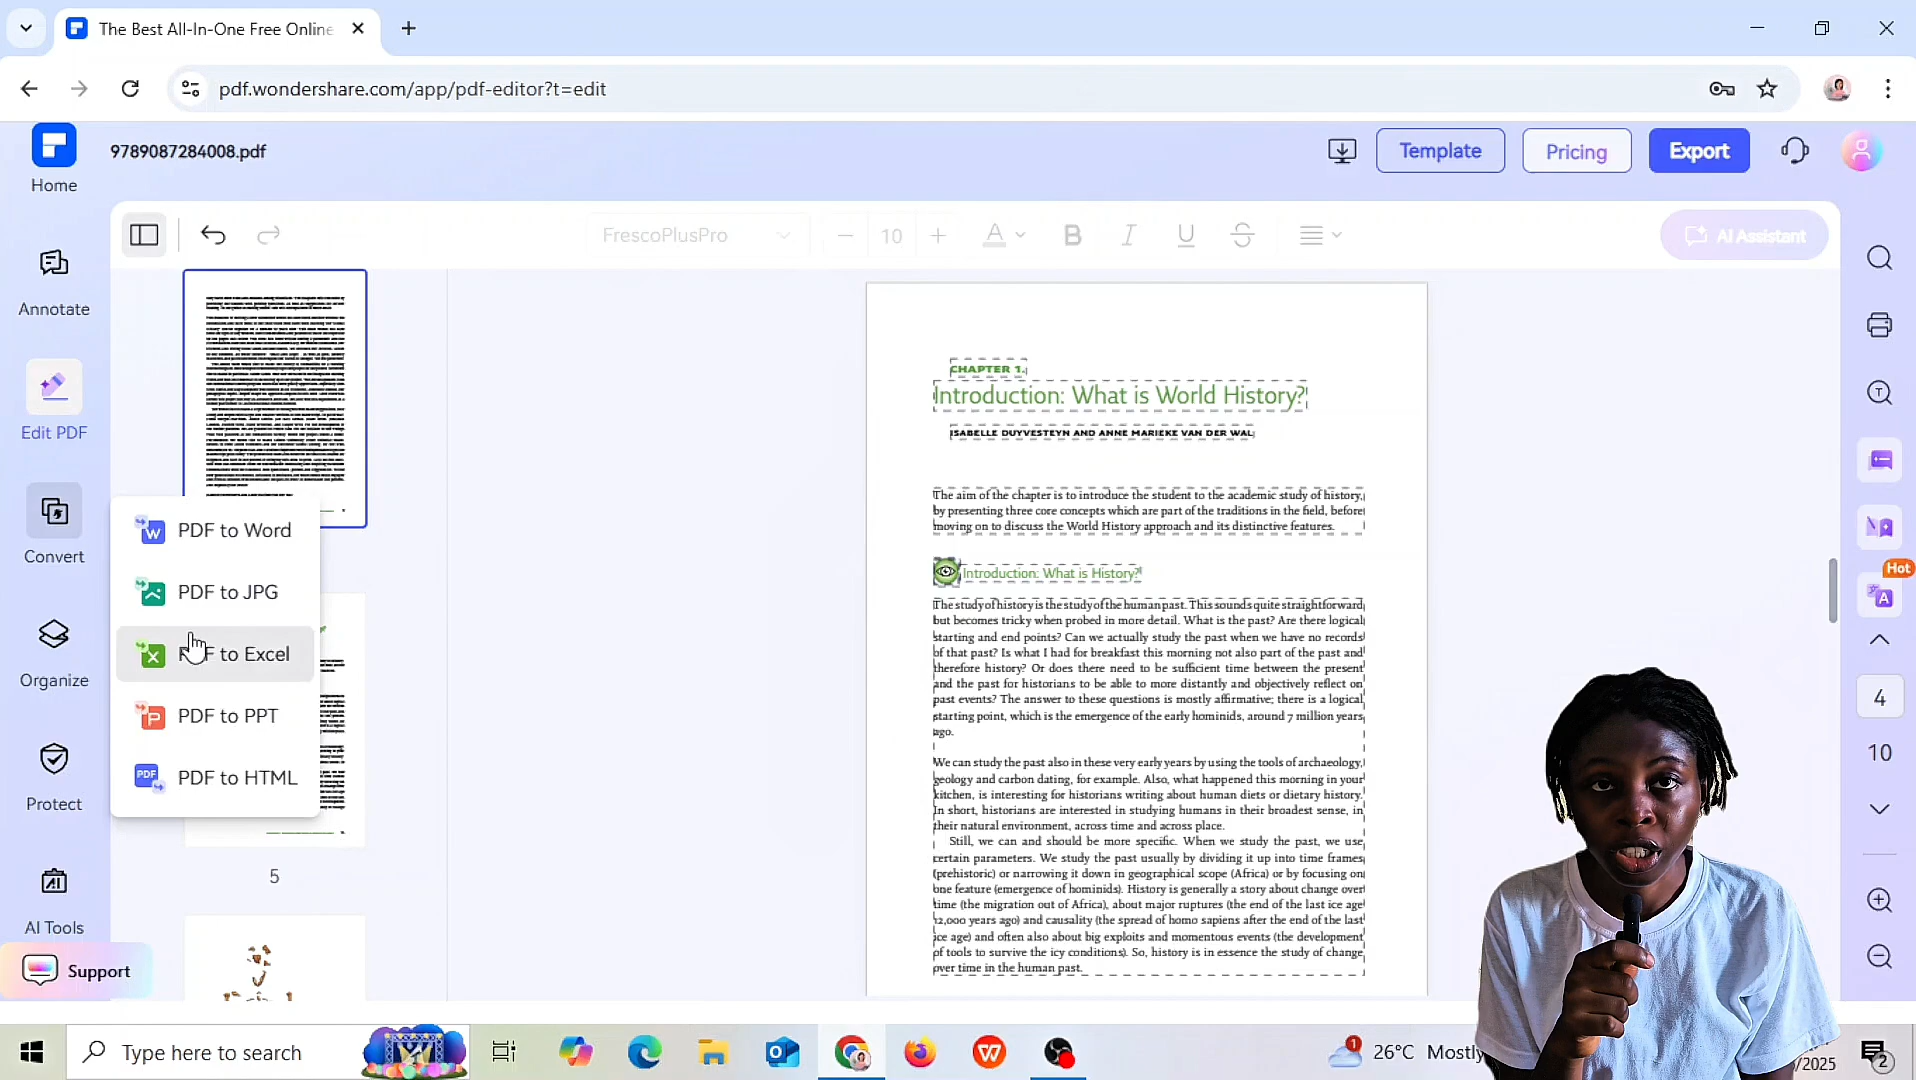 The Best All-In-One Free Online
pdf.wondershare.com/app/pdf-editor?t=edit
Home
9789087284008.pdf
Template
Pricing
Export
FrescoPlusPro
10
A
B
I
U
S
AI Assistant
Annotate
Edit PDF
Convert
Organize
Protect
AI Tools
Support
PDF to Word
PDF to JPG
PDF to Excel
PDF to PPT
PDF to HTML
5
CHAPTER 1.
Introduction: What is World History?
ISABELLE DUYVESTEYN AND ANNE MARIEKE VAN DER WAL
The aim of the chapter is to introduce the student to the academic study of history,
by presenting three core concepts which are part of the traditions in the field, before
moving on to discuss the World History approach and its distinctive features.
Introduction: What is History?
The study of history is the study of the human past. This sounds quite straightforward
but becomes tricky when probed in more detail. What is the past? Are there logical
starting and end points? Can we actually study the past when we have no records
of that past? Is what I had for breakfast this morning not also part of the past and
therefore history? Or does there need to be sufficient time between the present
and the past for historians to be able to more distantly and objectively reflect on
past events? The answer to these questions is mostly affirmative; there is a logical
starting point, which is the emergence of the early hominids, around 7 million years
ago.
We can study the past also in these very early years by using the tools of archaeology,
geology and carbon dating, for example. Also, what happened this morning in your
kitchen, is interesting for historians writing about human diets or dietary history.
In short, historians are interested in studying humans in their broadest sense, in
their natural environment, across time and across place.
Still, we can and should be more specific. When we study the past, we use
certain parameters. We study the past usually by dividing it up into time frames
(prehistoric) or narrowing it down in geographical scope (Africa) or by focusing on
one feature (emergence of hominids). History is generally a story about change over
time (the migration out of Africa), about major ruptures (the end of the last ice age
12,000 years ago) and causality (the spread of homo sapiens after the end of the last
ice age) and often also about big exploits and momentous events (the development
of tools to survive the icy conditions). So, history is in essence the study of change
over time in the human past.
Hot
4
10
Type here to search
1
26°C Mostly
/2025
2